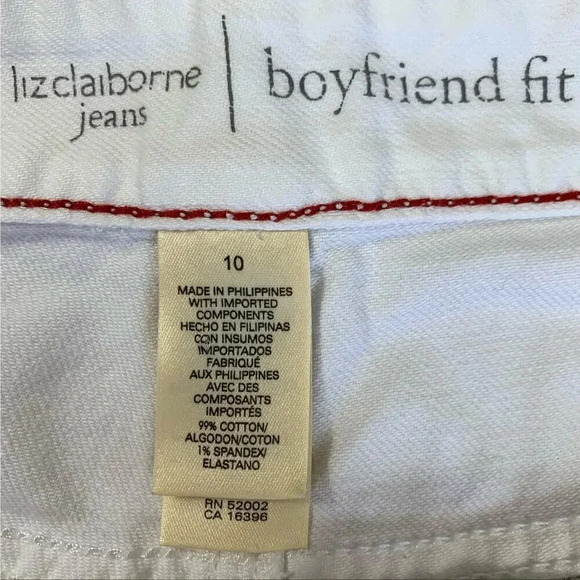 lizclaiborne
jeans
boyfriend fit
10
MADE IN PHILIPPINES
WITH IMPORTED
COMPONENTS
HECHO EN FILIPINAS
CON INSUMOS
IMPORTADOS
FABRIQUÉ
AUX PHILIPPINES
AVEC DES
COMPOSANTS
IMPORTÉS
99% COTTON/
ALGODON/COTON
1% SPANDEX/
ELASTANO
RN 52002
CA 16396